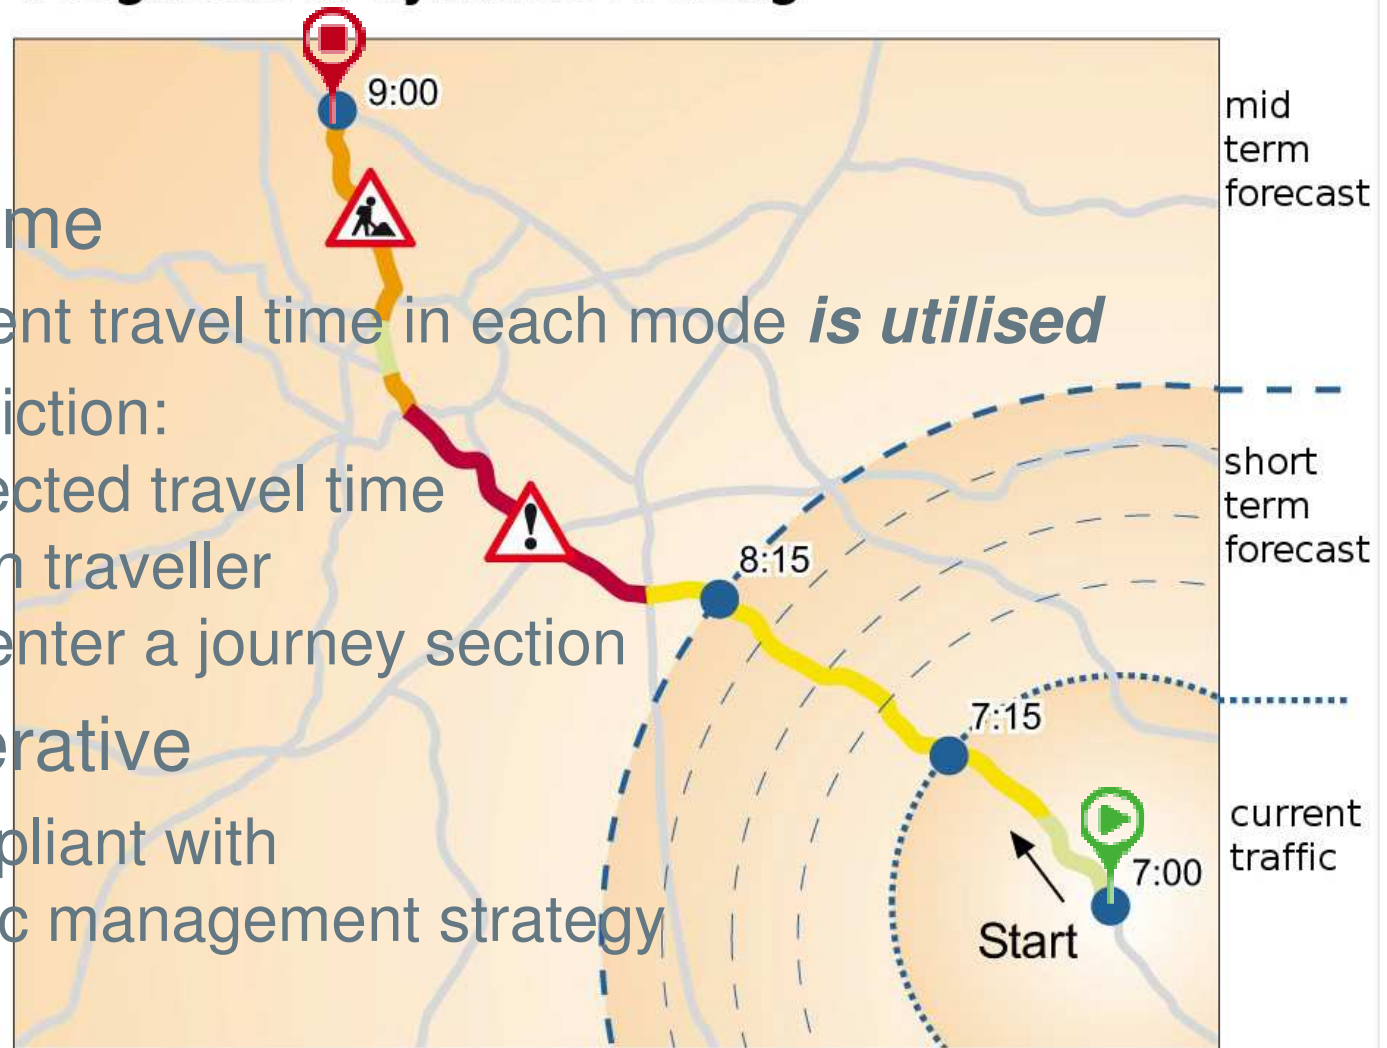 9:00
mid
term
forecast
me
ent travel time in each mode is utilised
iction:
ected travel time
n traveller
enter a journey section
erative
pliant with
c management strategy
short
term
forecast
8:15
7:15
current
traffic
7:00
Start